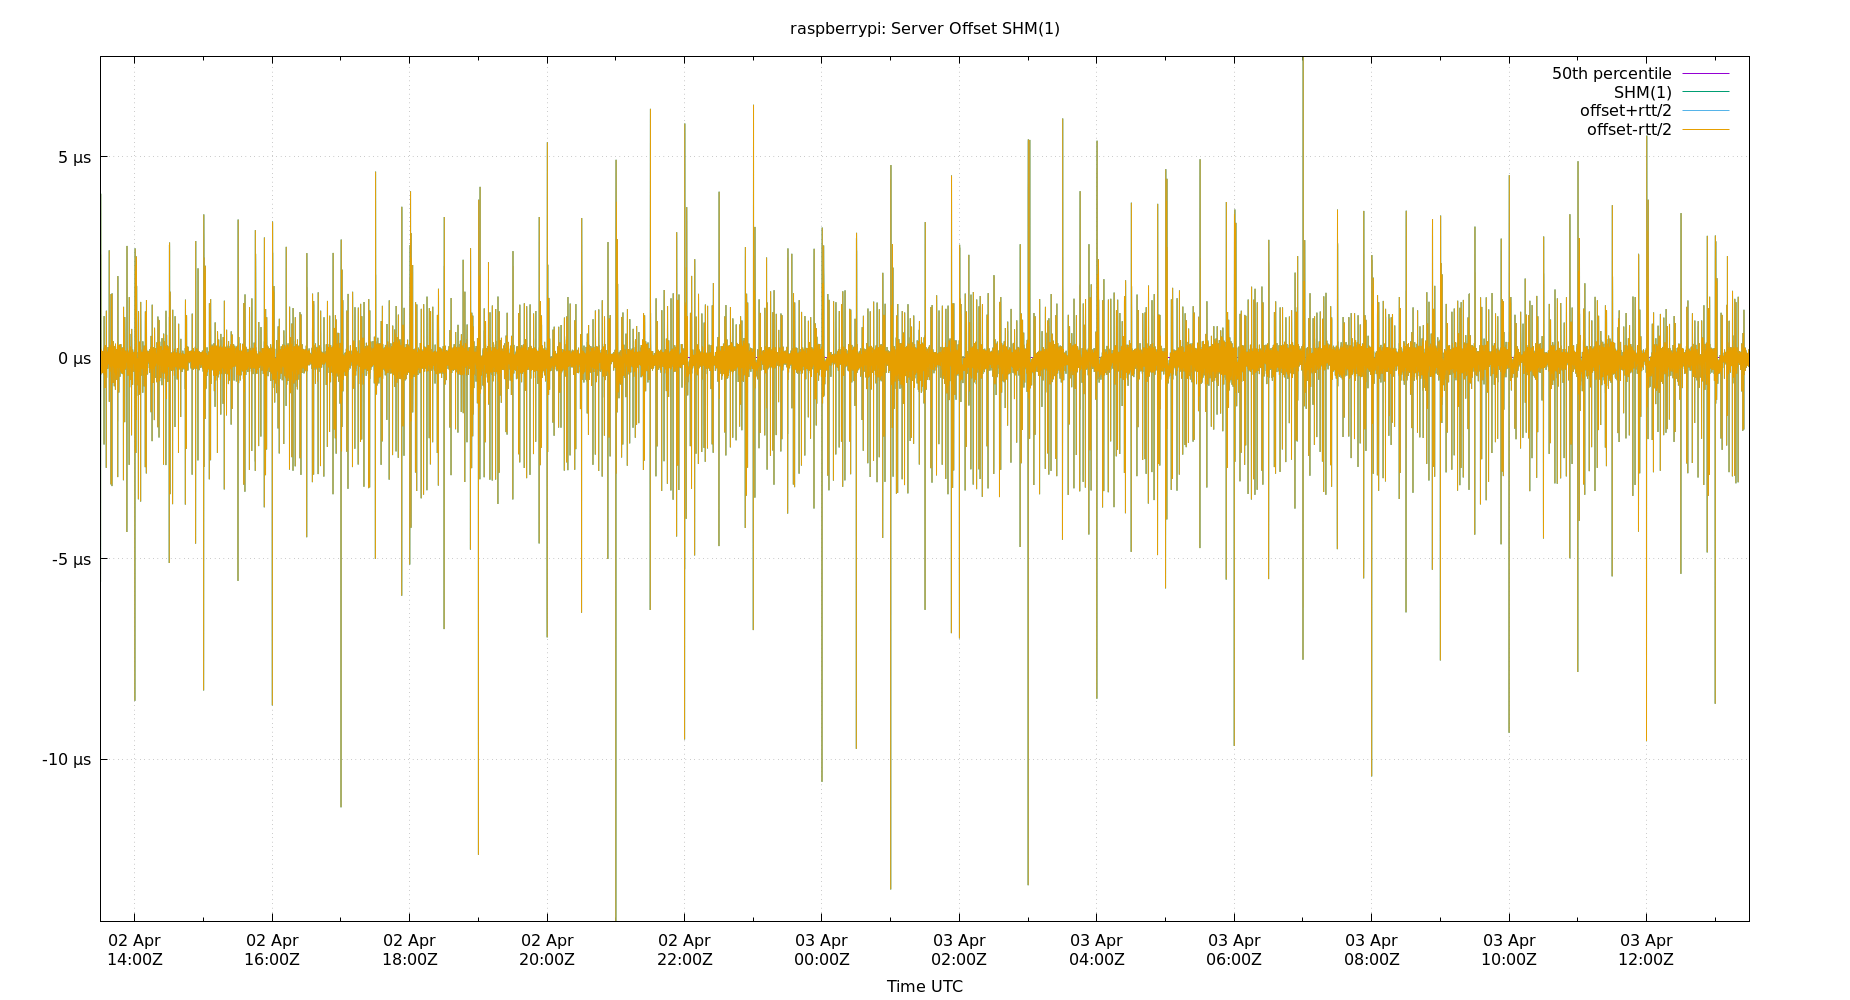 raspberrypi: Server Offset SHM(1)
50th percentile
SHM(1)
offset+rtt/2
offset-rtt/2
5 µs
0 µs
-5 µs
-10 µs
02 Apr 02 Apr 02 Apr 02 Apr 02 Apr 03 Apr 03 Apr 03 Apr 03 Apr 03 Apr 03 Apr 03 Apr
14:00Z 16:00Z 18:00Z 20:00Z 22:00Z 00:00Z 02:00Z 04:00Z 06:00Z 08:00Z 10:00Z 12:00Z
Time UTC